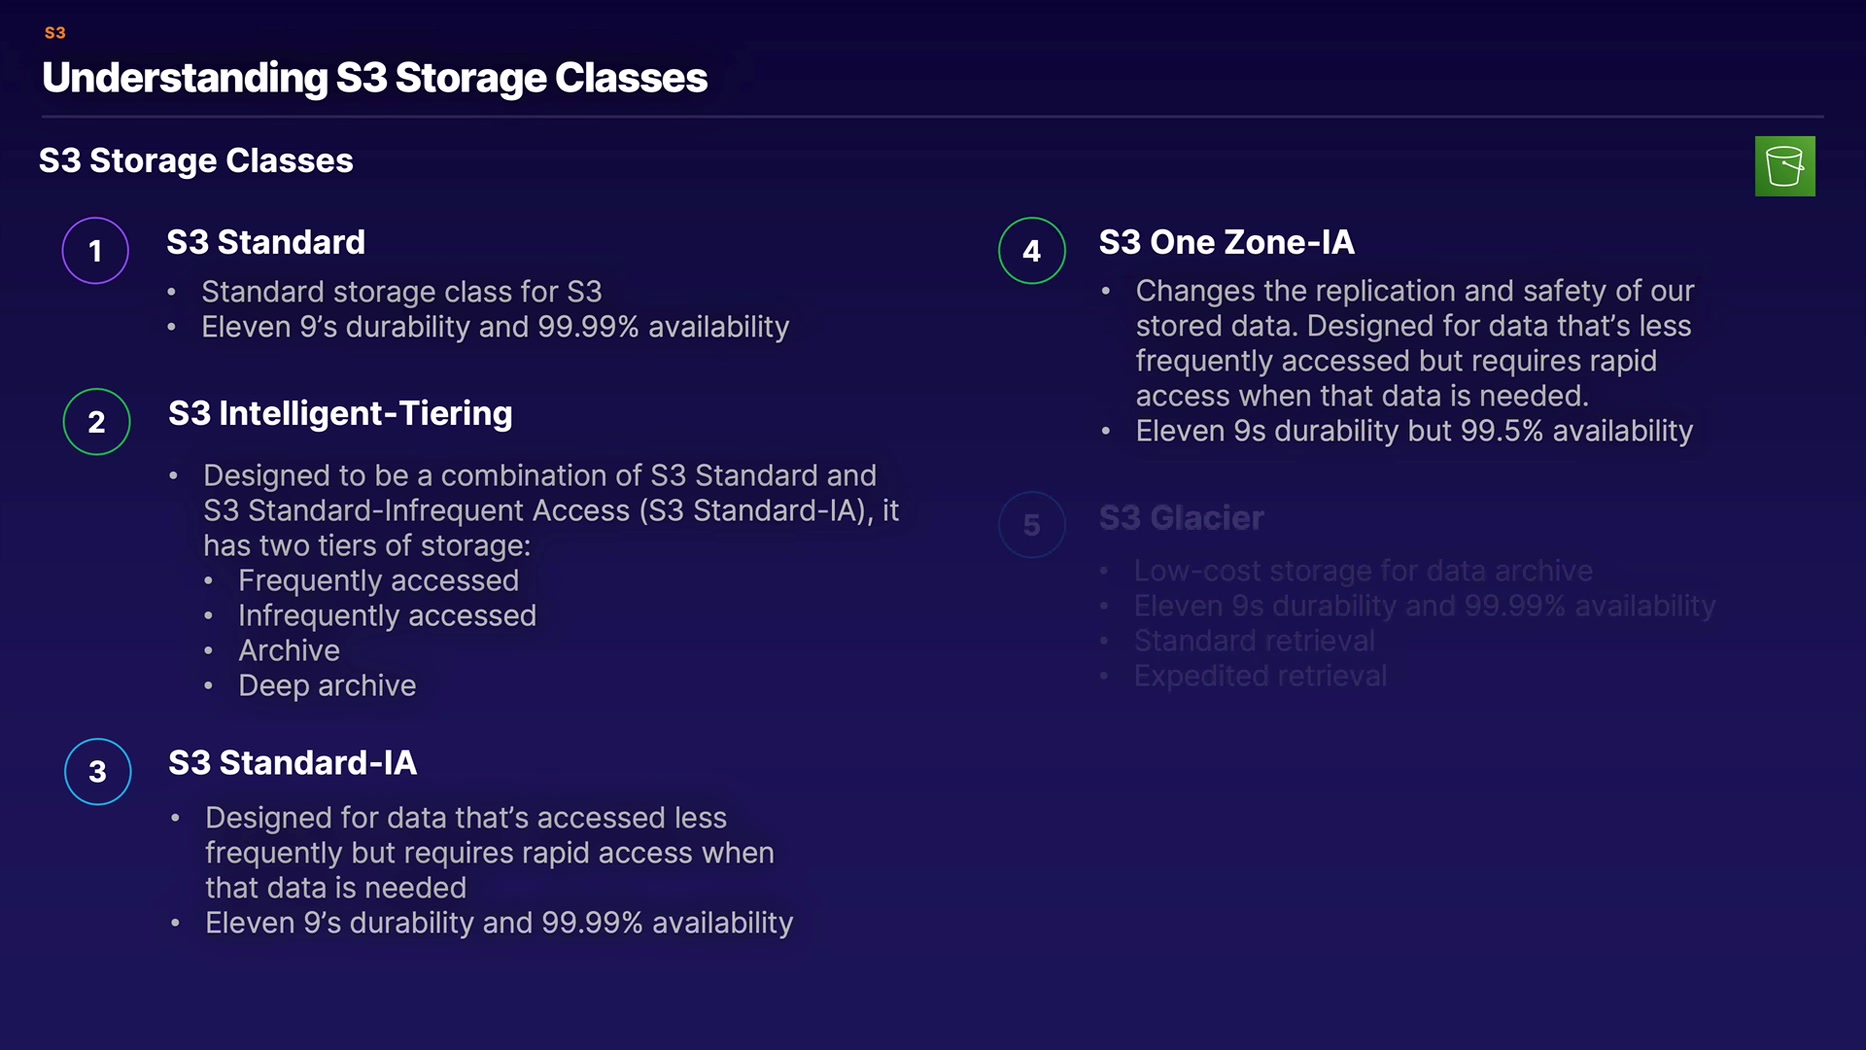 S3
Understanding S3 Storage Classes
S3 Storage Classes
1
S3 Standard
• Standard storage class for S3
• Eleven 9’s durability and 99.99% availability
2
S3 Intelligent-Tiering
• Designed to be a combination of S3 Standard and
S3 Standard-Infrequent Access (S3 Standard-IA), it
has two tiers of storage:
• Frequently accessed
• Infrequently accessed
• Archive
• Deep archive
3
S3 Standard-IA
• Designed for data that’s accessed less
frequently but requires rapid access when
that data is needed
• Eleven 9’s durability and 99.99% availability
4
S3 One Zone-IA
• Changes the replication and safety of our
stored data. Designed for data that’s less
frequently accessed but requires rapid
access when that data is needed.
• Eleven 9s durability but 99.5% availability
5
S3 Glacier
• Low-cost storage for data archive
• Eleven 9s durability and 99.99% availability
• Standard retrieval
• Expedited retrieval